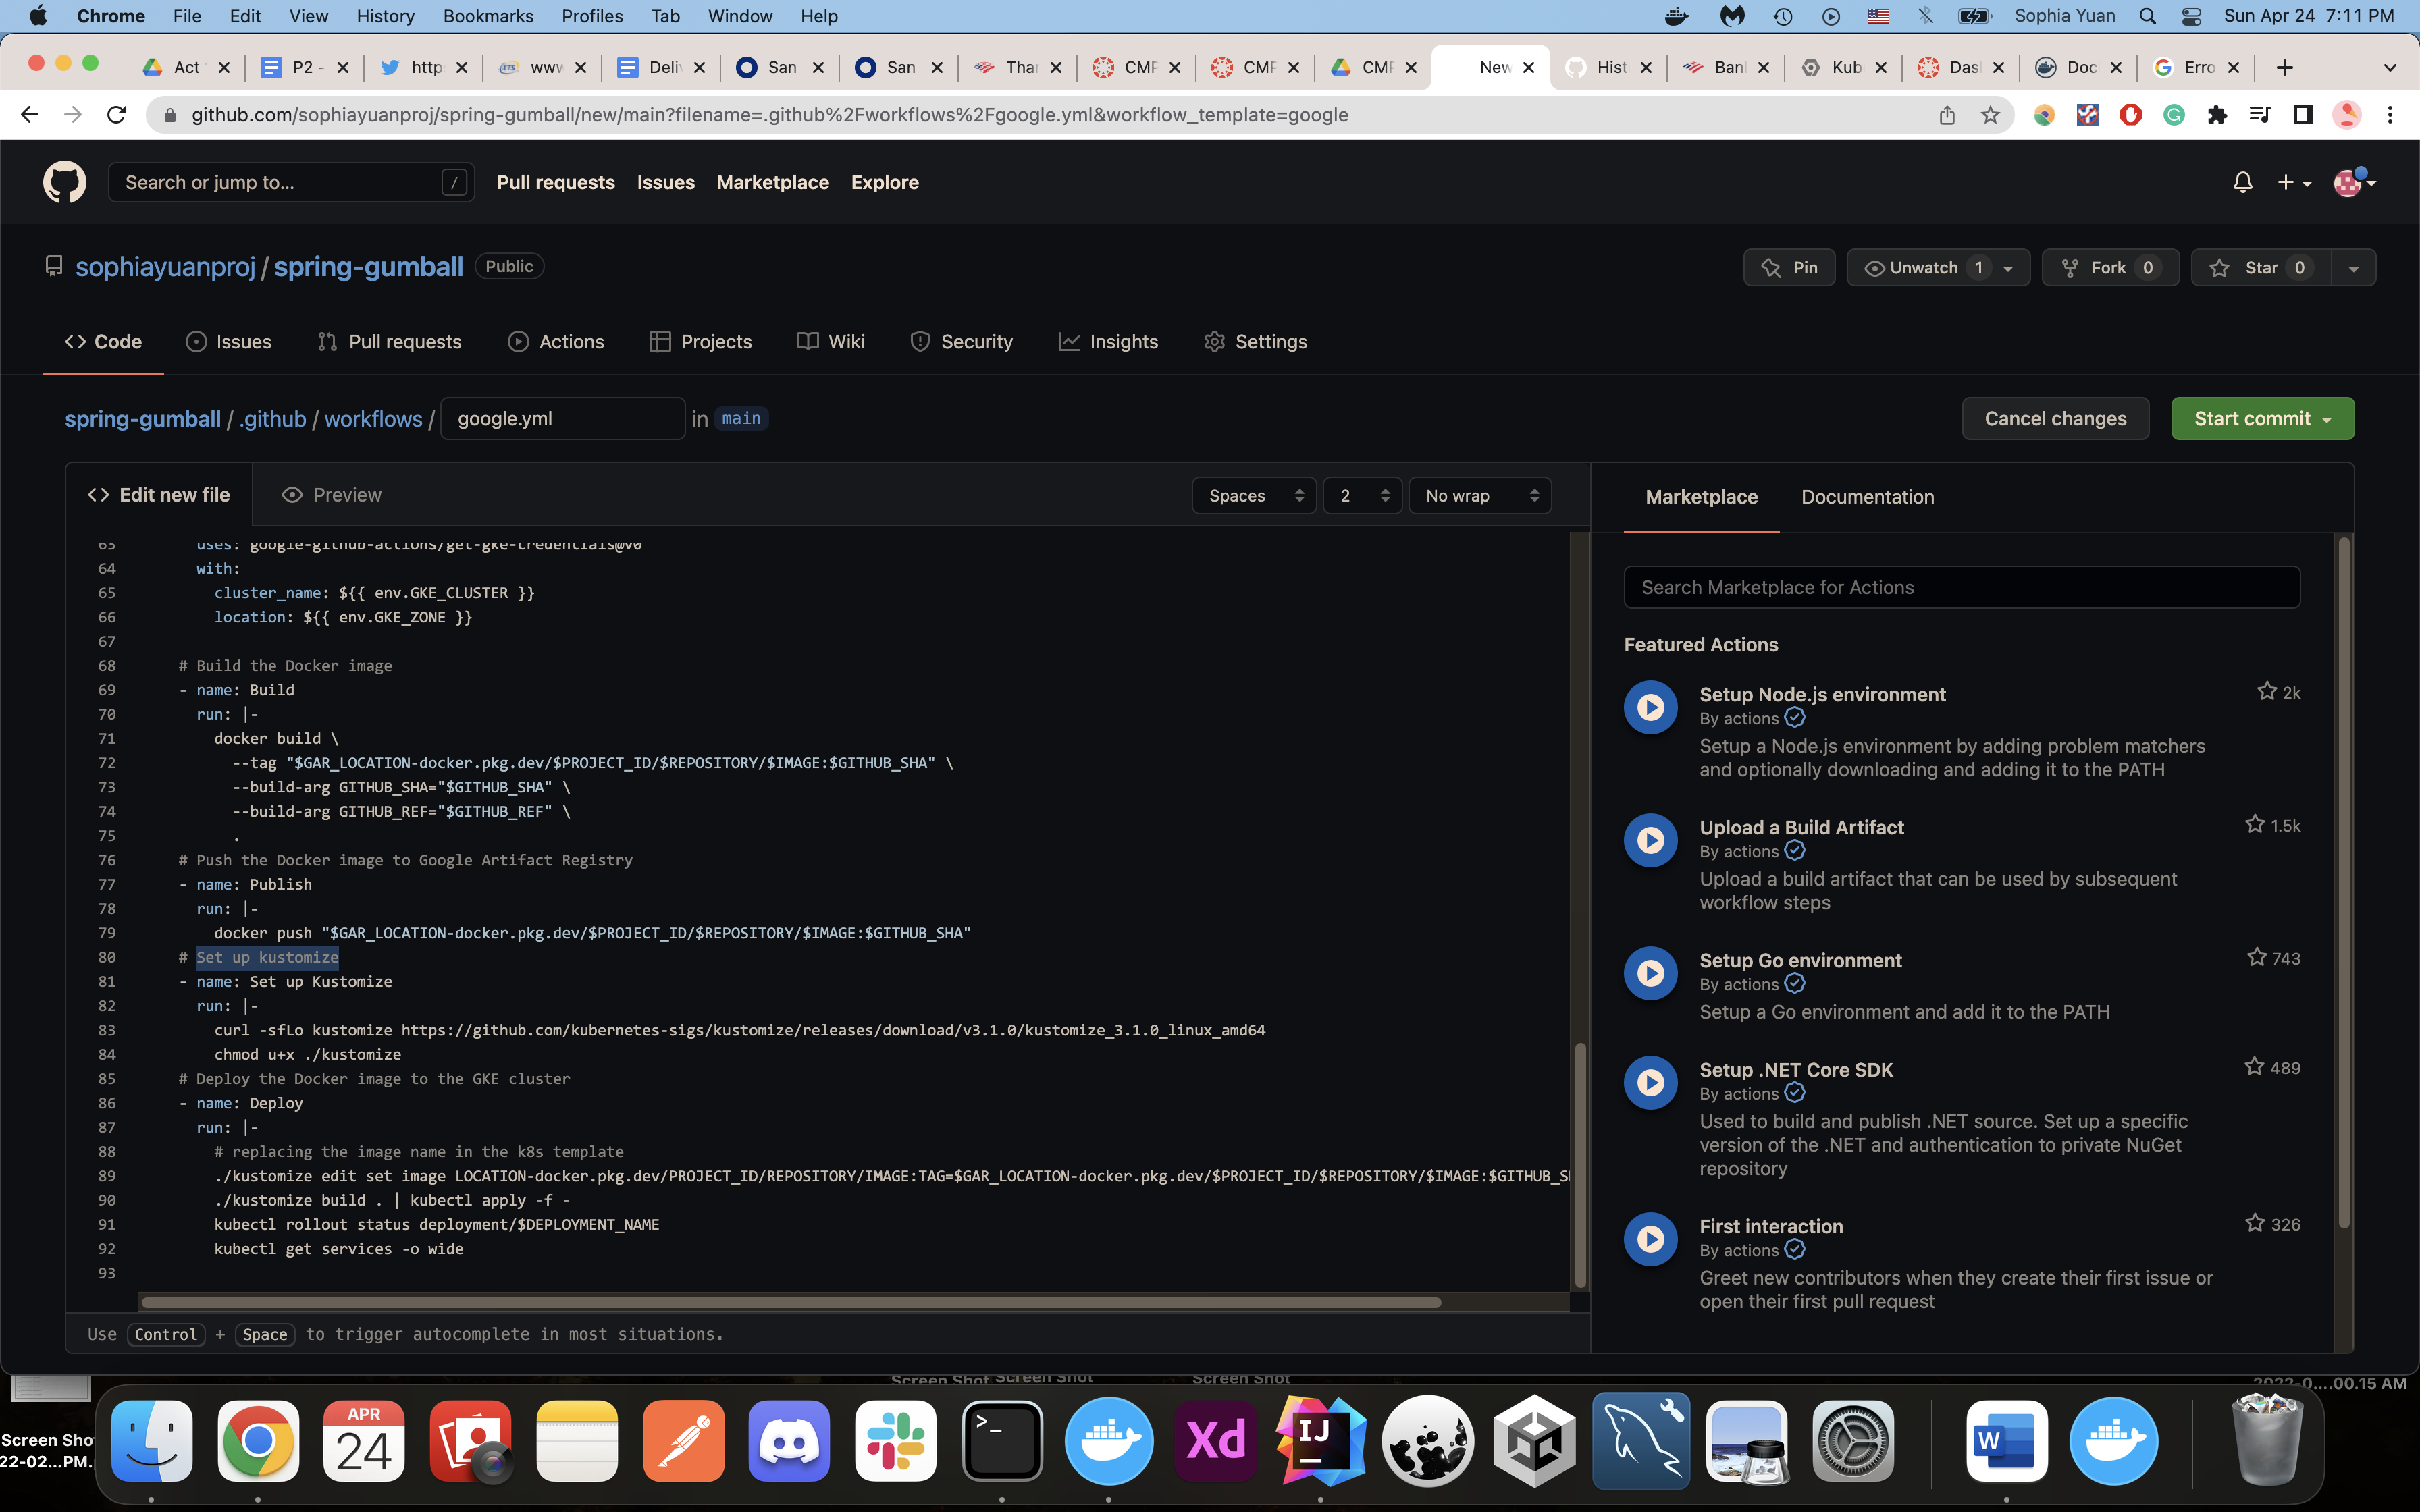 Chrome File Edit View History Bookmarks Profiles Tab Window Help Sophia Yuan Sun Apr 24 7:11 PM
Act P2 - http www Deli San San Thar CMP CMP CMP New Hist Ban Kub Das Doc Erro
github.com/sophiayuanproj/spring-gumball/new/main?filename=.github%2Fworkflows%2Fgoogle.yml&workflow_template=google
Search or jump to... / Pull requests Issues Marketplace Explore
sophiayuanproj / spring-gumball Public Pin Unwatch 1 Fork 0 Star 0
Code Issues Pull requests Actions Projects Wiki Security Insights Settings
spring-gumball / .github / workflows / google.yml in main Cancel changes Start commit
Edit new file Preview Spaces 2 No wrap
63 uses: google-github-actions/get-gke-credentials@v0
64 with:
65 cluster_name: ${{ env.GKE_CLUSTER }}
66 location: ${{ env.GKE_ZONE }}
67
68 # Build the Docker image
69 - name: Build
70 run: |-
71 docker build \
72 --tag "$GAR_LOCATION-docker.pkg.dev/$PROJECT_ID/$REPOSITORY/$IMAGE:$GITHUB_SHA" \
73 --build-arg GITHUB_SHA="$GITHUB_SHA" \
74 --build-arg GITHUB_REF="$GITHUB_REF" \
75 .
76 # Push the Docker image to Google Artifact Registry
77 - name: Publish
78 run: |-
79 docker push "$GAR_LOCATION-docker.pkg.dev/$PROJECT_ID/$REPOSITORY/$IMAGE:$GITHUB_SHA"
80 # Set up kustomize
81 - name: Set up Kustomize
82 run: |-
83 curl -sfLo kustomize https://github.com/kubernetes-sigs/kustomize/releases/download/v3.1.0/kustomize_3.1.0_linux_amd64
84 chmod u+x ./kustomize
85 # Deploy the Docker image to the GKE cluster
86 - name: Deploy
87 run: |-
88 # replacing the image name in the k8s template
89 ./kustomize edit set image LOCATION-docker.pkg.dev/PROJECT_ID/REPOSITORY/IMAGE:TAG=$GAR_LOCATION-docker.pkg.dev/$PROJECT_ID/$REPOSITORY/$IMAGE:$GITHUB_S
90 ./kustomize build . | kubectl apply -f -
91 kubectl rollout status deployment/$DEPLOYMENT_NAME
92 kubectl get services -o wide
93
Use Control + Space to trigger autocomplete in most situations.
Marketplace Documentation
Search Marketplace for Actions
Featured Actions
Setup Node.js environment 2k
By actions
Setup a Node.js environment by adding problem matchers
and optionally downloading and adding it to the PATH
Upload a Build Artifact 1.5k
By actions
Upload a build artifact that can be used by subsequent
workflow steps
Setup Go environment 743
By actions
Setup a Go environment and add it to the PATH
Setup .NET Core SDK 489
By actions
Used to build and publish .NET source. Set up a specific
version of the .NET and authentication to private NuGet
repository
First interaction 326
By actions
Greet new contributors when they create their first issue or
open their first pull request
Screen Shot Screen Shot Screen Shot 2022-0....00.15 AM
Screen Sho
22-02...PM.
APR
24
>_
Xd
IJ
W